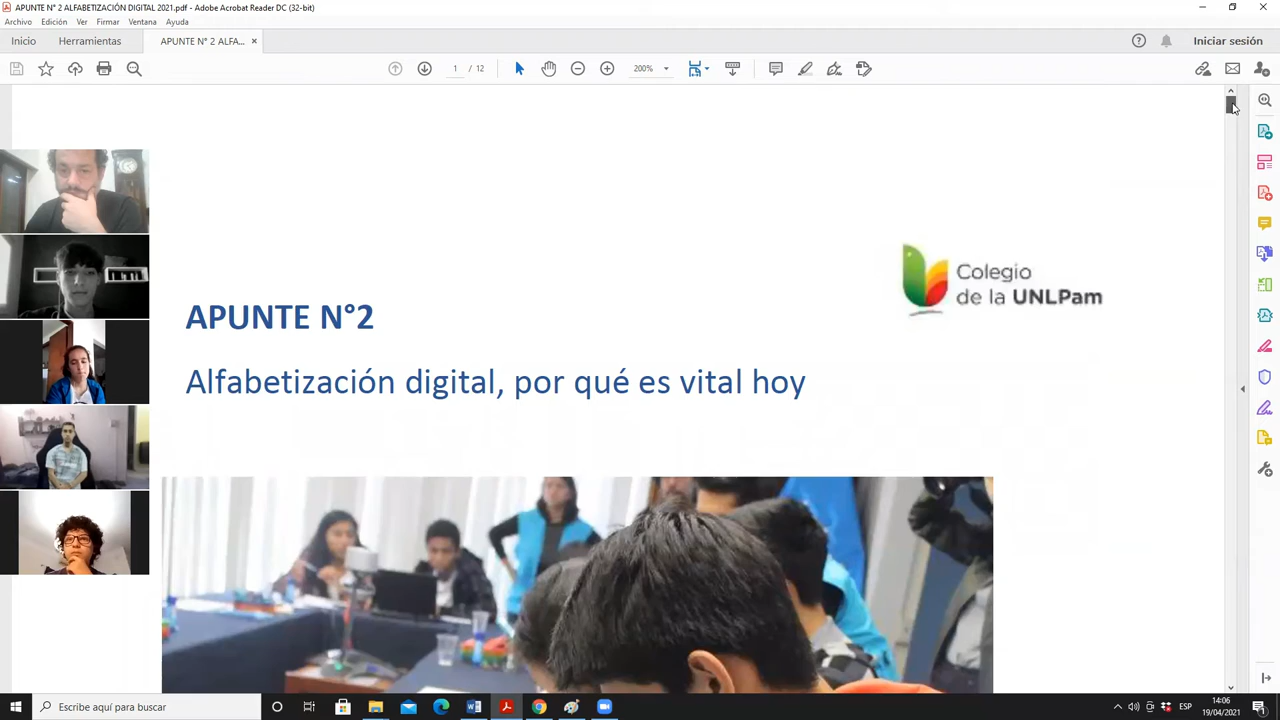 APUNTE N° 2 ALFABETIZACIÓN DIGITAL 2021.pdf - Adobe Acrobat Reader DC (32-bit)
Archivo Edición Ver Firmar Ventana Ayuda
Inicio Herramientas APUNTE N° 2 ALFA... Iniciar sesión
1 / 12 200%
Colegio
de la UNLPam
APUNTE N°2
Alfabetización digital, por qué es vital hoy
Escribe aquí para buscar
ESP
14:06
19/04/2021